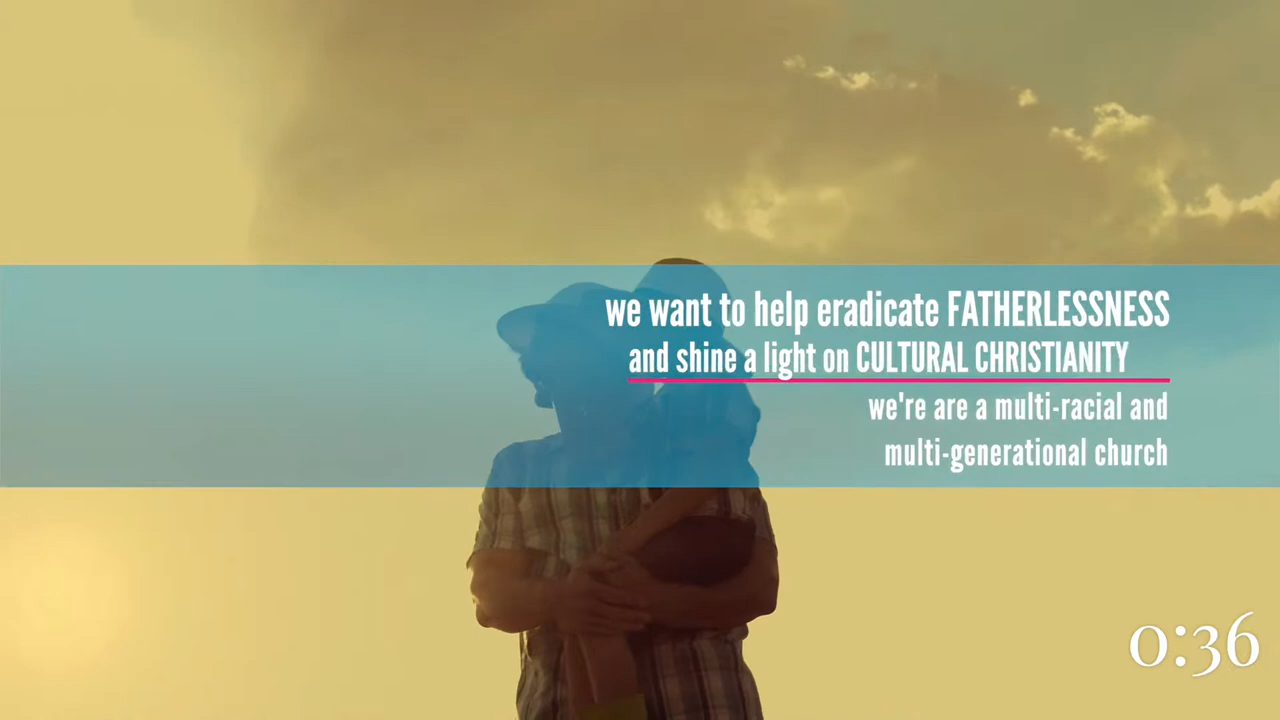 we want to help eradicate FATHERLESSNESS
and shine a light on CULTURAL CHRISTIANITY
we're are a multi-racial and
multi-generational church
0:36